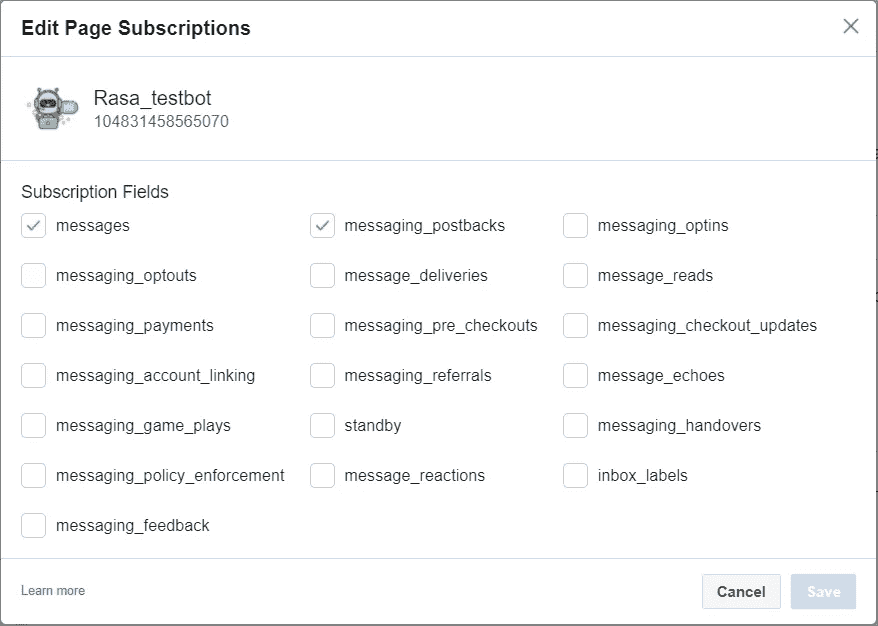 Edit Page Subscriptions
Rasa_testbot
104831458565070
Subscription Fields
messages messaging_postbacks messaging_optins
messaging_optouts message_deliveries message_reads
messaging_payments messaging_pre_checkouts messaging_checkout_updates
messaging_account_linking messaging_referrals message_echoes
messaging_game_plays standby messaging_handovers
messaging_policy_enforcement message_reactions inbox_labels
messaging_feedback
Learn more Cancel Save